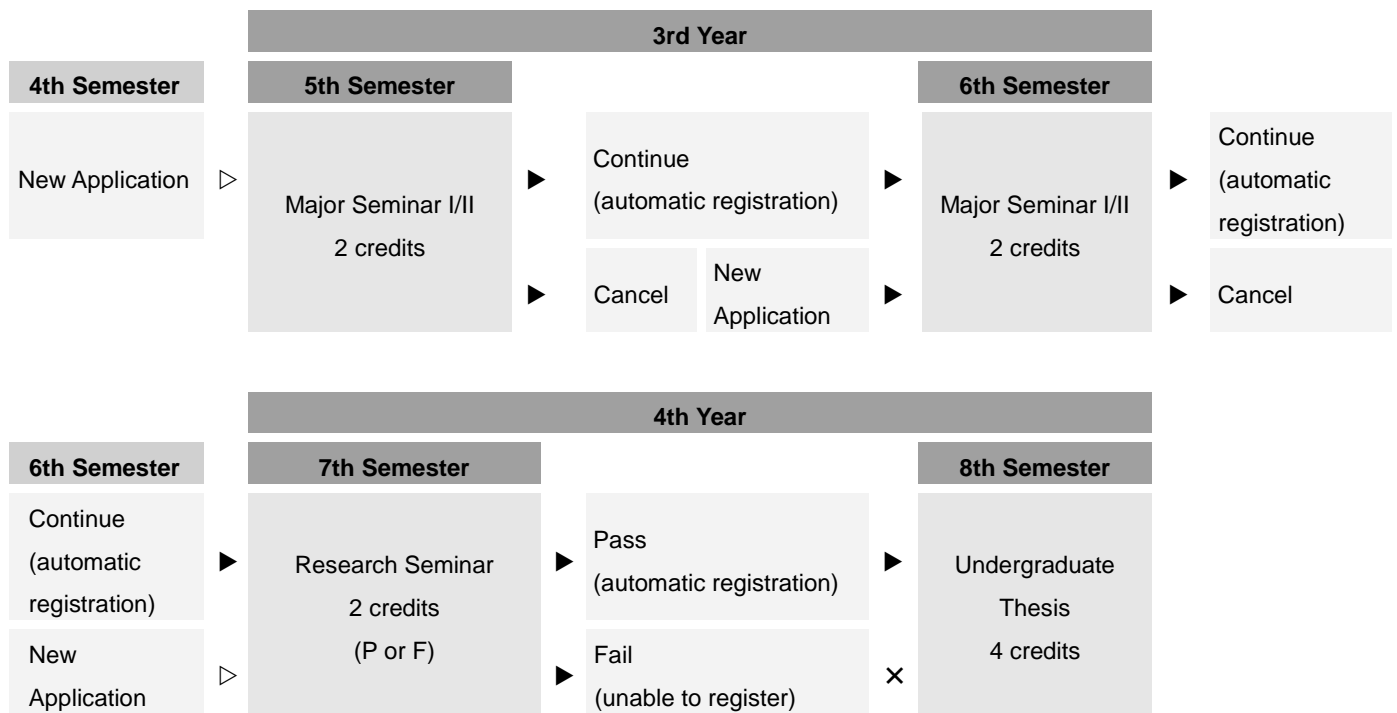 3rd Year
4th Semester
5th Semester
6th Semester
New Application
Major Seminar I/II
2 credits
Continue
(automatic registration)
Cancel
New
Application
Major Seminar I/II
2 credits
Continue
(automatic
registration)
Cancel
4th Year
6th Semester
7th Semester
8th Semester
Continue
(automatic
registration)
New
Application
Research Seminar
2 credits
(P or F)
Pass
(automatic registration)
Fail
(unable to register)
Undergraduate
Thesis
4 credits